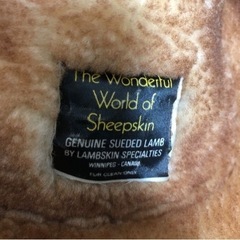 The Wonderful
World of
Sheepskin
GENUINE SUEDED LAMB
BY LAMBSKIN SPECIALTIES
WINNIPEG - CANADA
FUR CLEAN ONLY